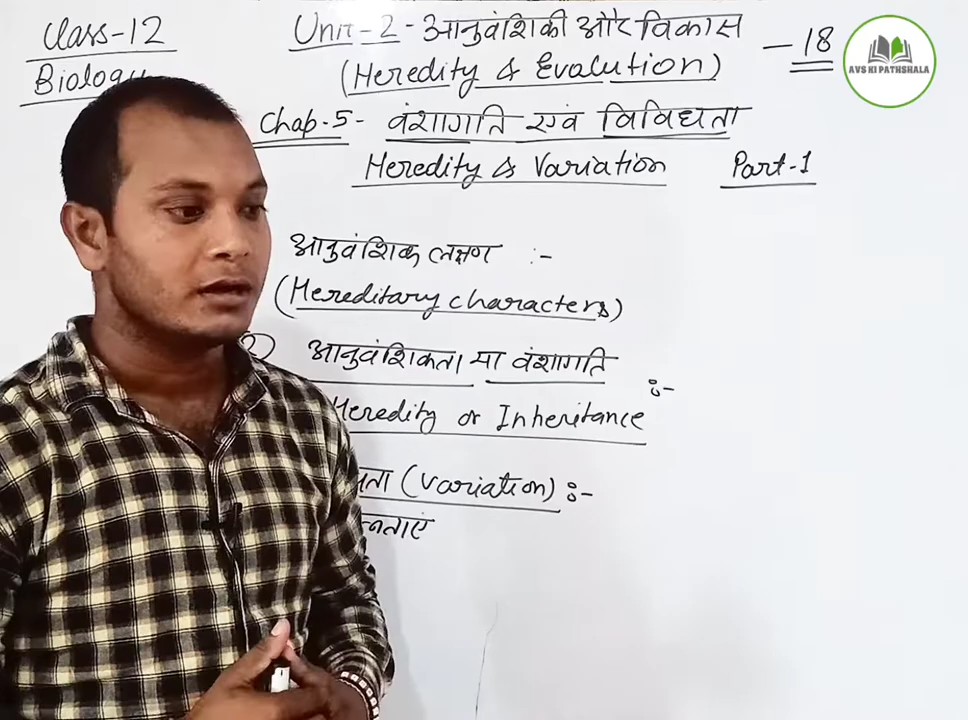 Class-12
Unit-2 - आनुवंशिकी और विकास
(Heredity & Evalution) - 18
Biology
AVS KI PATHSHALA
Chap.5- वंशागति एवं विविधता
Heredity & Variation Part-1
आनुवंशिक लक्षण :-
(Hereditary characters)
आनुवंशिकता या वंशागति :-
Heredity or Inheritance
(variation) :-